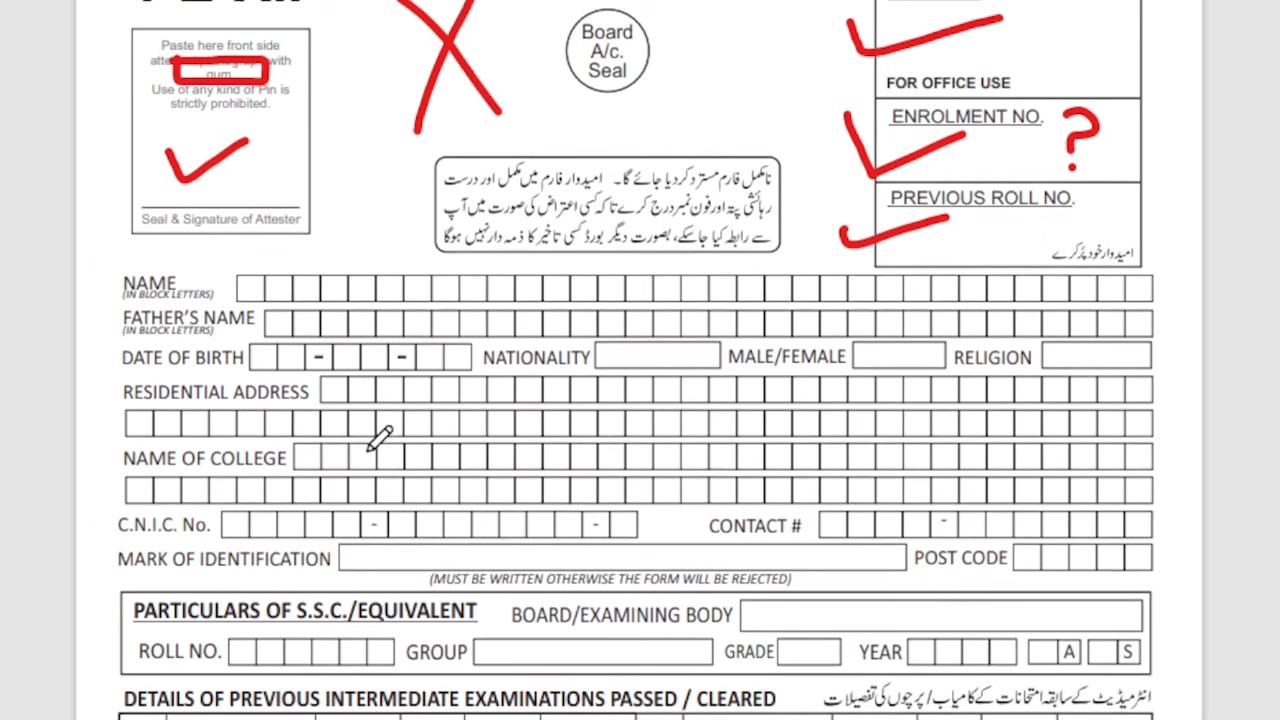 Paste here front side
with
gum
Use of any kind of Pin is
strictly prohibited.
Seal & Signature of Attester
Board
A/c.
Seal
FOR OFFICE USE
ENROLMENT NO. ?
PREVIOUS ROLL NO.
امیدوار خود پُر کرے
نامکمل فارم مسترد کر دیا جائے گا۔ امیدوار فارم میں مکمل اور درست
رہائشی پتہ اور فون نمبر درج کرے تاکہ کسی اعتراض کی صورت میں آپ
سے رابطہ کیا جاسکے، بصورت دیگر بورڈ کسی تاخیر کا ذمہ دار نہیں ہوگا
NAME
(IN BLOCK LETTERS)
FATHER'S NAME
(IN BLOCK LETTERS)
DATE OF BIRTH - - NATIONALITY MALE/FEMALE RELIGION
RESIDENTIAL ADDRESS
NAME OF COLLEGE
C.N.I.C. No. - - CONTACT # -
MARK OF IDENTIFICATION POST CODE
(MUST BE WRITTEN OTHERWISE THE FORM WILL BE REJECTED)
PARTICULARS OF S.S.C./EQUIVALENT BOARD/EXAMINING BODY
ROLL NO. GROUP GRADE YEAR A S
DETAILS OF PREVIOUS INTERMEDIATE EXAMINATIONS PASSED / CLEARED انٹرمیڈیٹ کے سابقہ امتحانات کے کامیاب / پرچوں کی تفصیلات